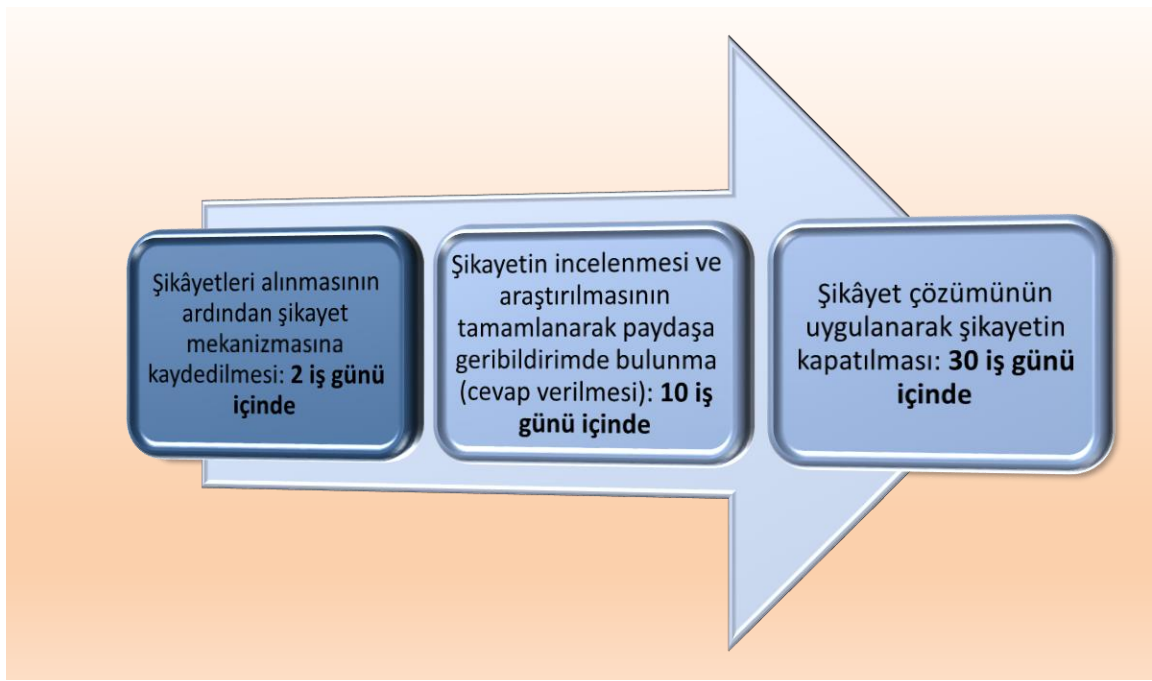 Şikâyetleri alınmasının
ardından şikayet
mekanizmasına
kaydedilmesi: 2 iş günü
içinde
Şikayetin incelenmesi ve
araştırılmasının
tamamlanarak paydaşa
geribildirimde bulunma
(cevap verilmesi): 10 iş
günü içinde
Şikâyet çözümünün
uygulanarak şikayetin
kapatılması: 30 iş günü
içinde